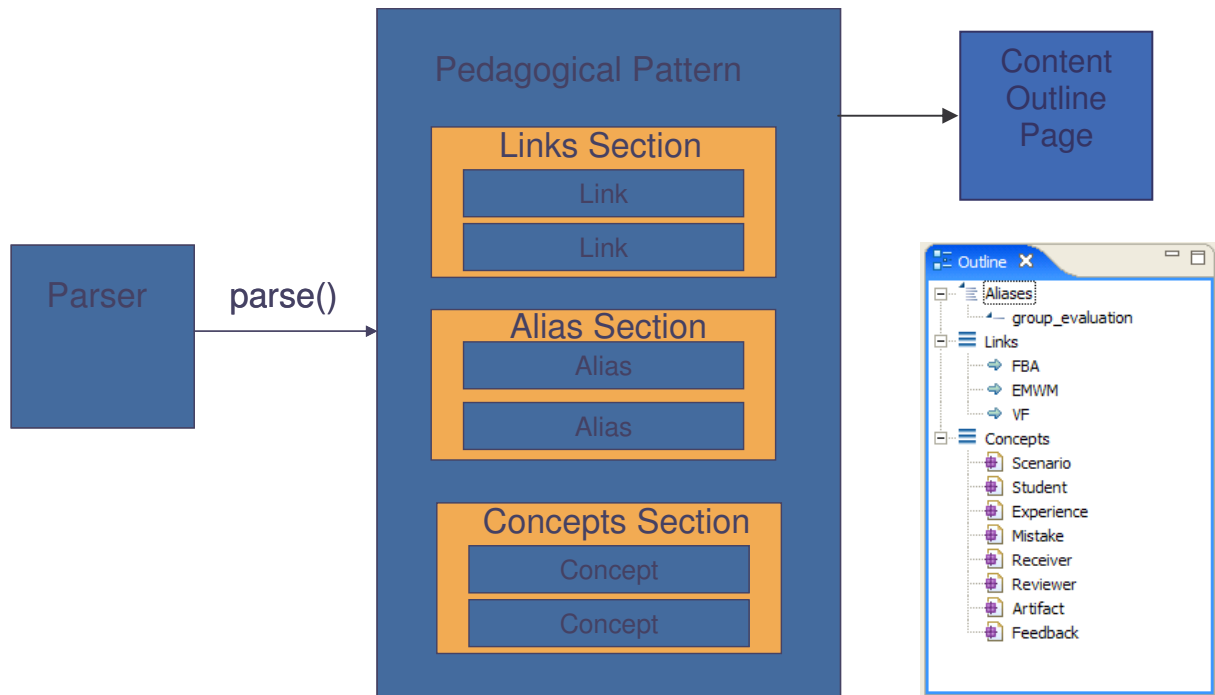 Parser
parse()
Pedagogical Pattern
Links Section
Link
Link
Alias Section
Alias
Alias
Concepts Section
Concept
Concept
Content
Outline
Page
Outline
Aliases
group_evaluation
Links
FBA
EMWM
VF
Concepts
Scenario
Student
Experience
Mistake
Receiver
Reviewer
Artifact
Feedback